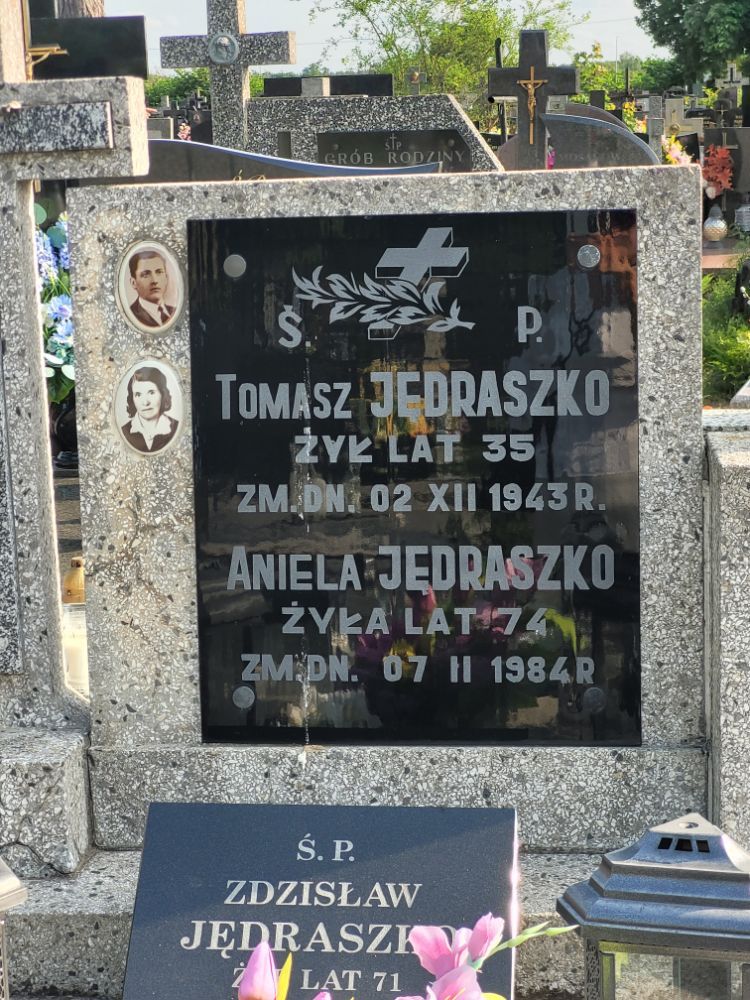 Ś P
GRÓB RODZINY
Ś. P.
TOMASZ JĘDRASZKO
ŻYŁ LAT 35
ZM. DN. 02 XII 1943 R.
ANIELA JĘDRASZKO
ŻYŁA LAT 74
ZM. DN. 07 II 1984 R
Ś. P.
ZDZISŁAW
JĘDRASZKO
LAT 71